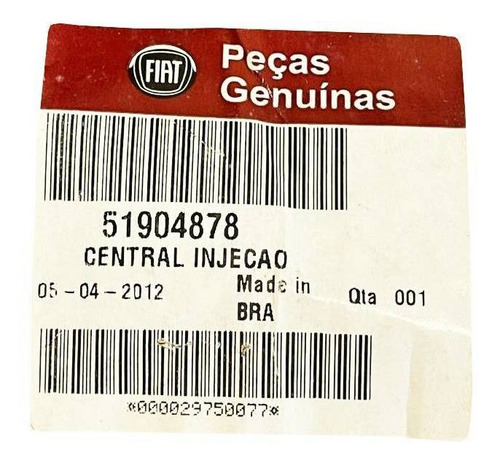 FIAT
Peças
Genuínas
51904878
CENTRAL INJECAO
05-04-2012 Made in BRA Qta 001
*000029750077*